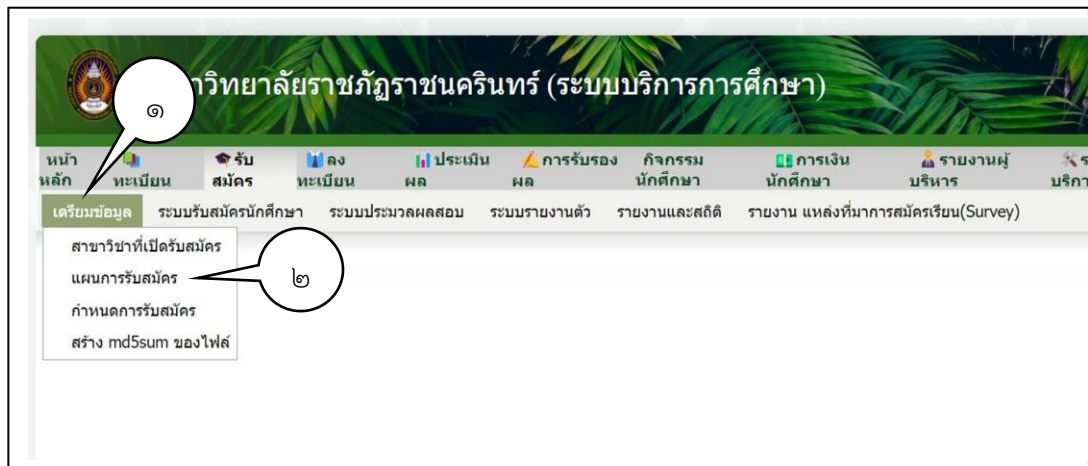 าวิทยาลัยราชภัฏราชนครินทร์ (ระบบบริการการศึกษา)
๑
หน้า
หลัก
ทะเบียน
รับ
สมัคร
ลง
ทะเบียน
ประเมิน
ผล
การรับรอง
ผล
กิจกรรม
นักศึกษา
การเงิน
นักศึกษา
รายงานผู้
บริหาร
บริกา
เตรียมข้อมูล ระบบรับสมัครนักศึกษา ระบบประมวลผลสอบ ระบบรายงานตัว รายงานและสถิติ รายงาน แหล่งที่มาการสมัครเรียน(Survey)
สาขาวิชาที่เปิดรับสมัคร
แผนการรับสมัคร
๒
กำหนดการรับสมัคร
สร้าง md5sum ของไฟล์